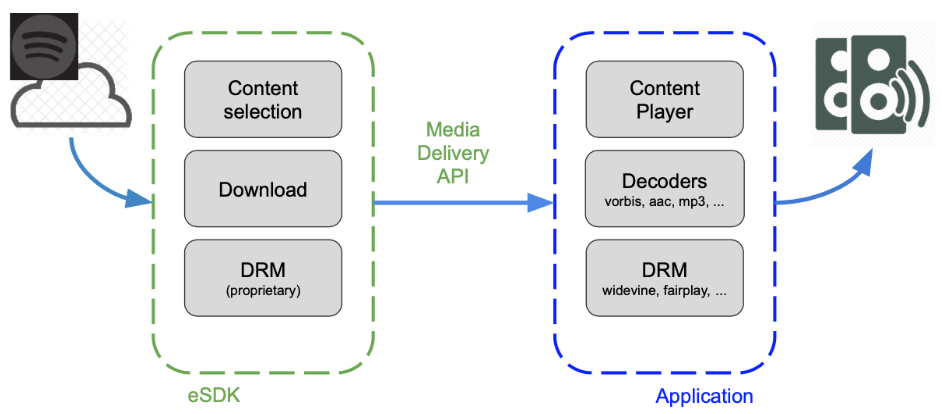 Content
selection
Download
DRM
(proprietary)
eSDK
Media
Delivery
API
Content
Player
Decoders
vorbis, aac, mp3, ...
DRM
widevine, fairplay, ...
Application